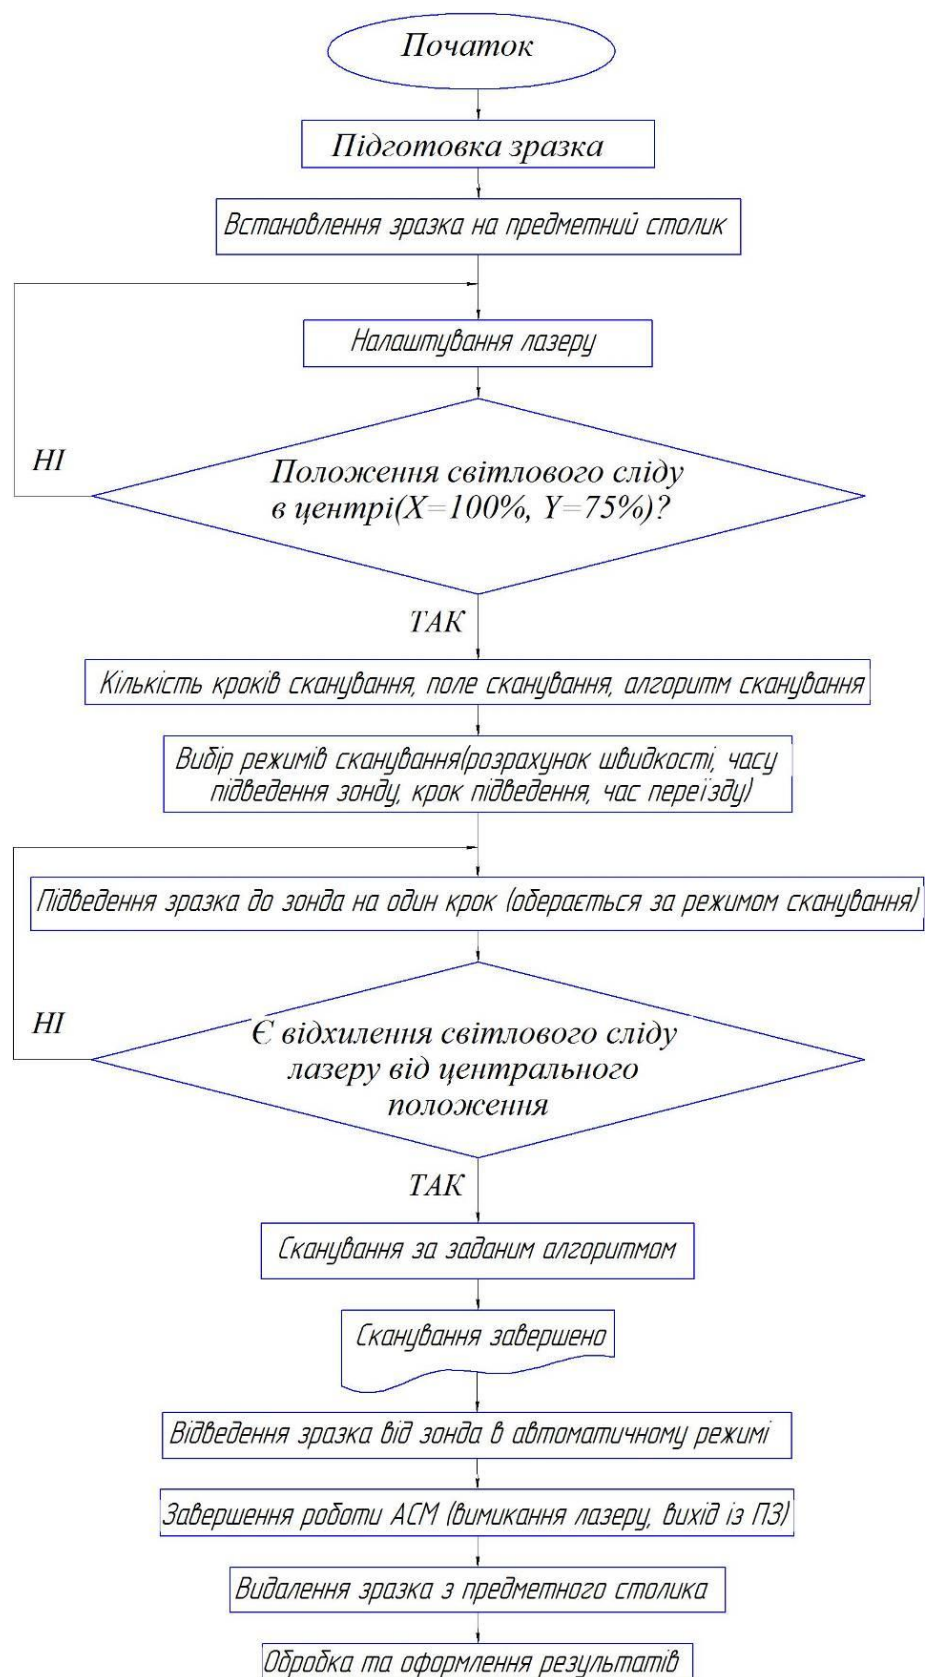 Початок
Підготовка зразка
Встановлення зразка на предметний столик
Налаштування лазеру
НІ
Положення світлового сліду
в центрі(X=100%, Y=75%)?
ТАК
Кількість кроків сканування, поле сканування, алгоритм сканування
Вибір режимів сканування(розрахунок швидкості, часу
підведення зонду, крок підведення, час переїзду)
Підведення зразка до зонда на один крок (оберається за режимом сканування)
НІ
Є відхилення світлового сліду
лазеру від центрального
положення
ТАК
Сканування за заданим алгоритмом
Сканування завершено
Відведення зразка від зонда в автоматичному режимі
Завершення роботи АСМ (вимикання лазеру, вихід із ПЗ)
Видалення зразка з предметного столика
Обробка та оформлення результатів